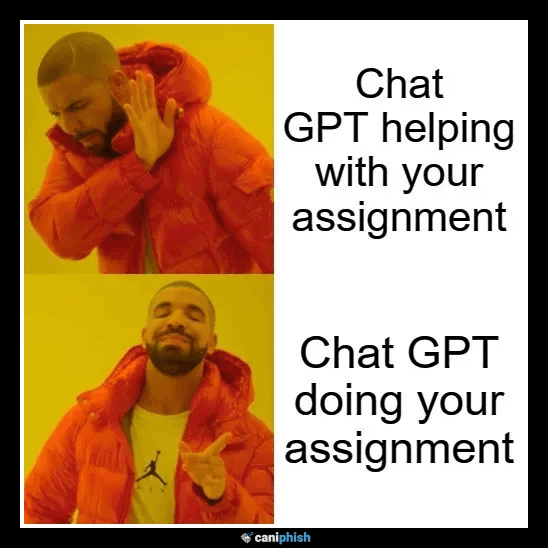 Chat
GPT helping
with your
assignment
Chat GPT
doing your
assignment
caniphish